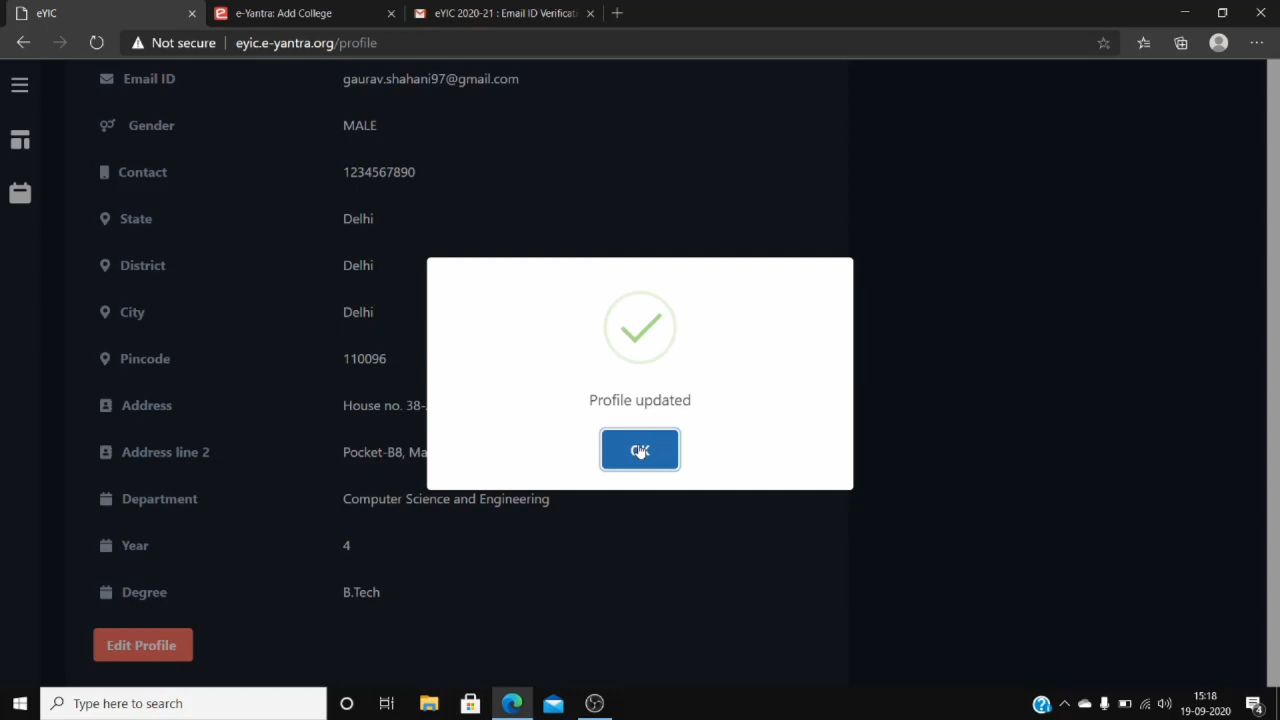 eYIC
e-Yantra: Add College
eYIC 2020-21 : Email ID Verificati
Not secure
eyic.e-yantra.org/profile
Email ID gaurav.shahani97@gmail.com
Gender MALE
Contact 1234567890
State Delhi
District Delhi
City Delhi
Pincode 110096
Address House no. 38-
Address line 2 Pocket-B8, Ma
Department Computer Science and Engineering
Year 4
Degree B.Tech
Edit Profile
Profile updated
OK
Type here to search
15:18
19-09-2020
4